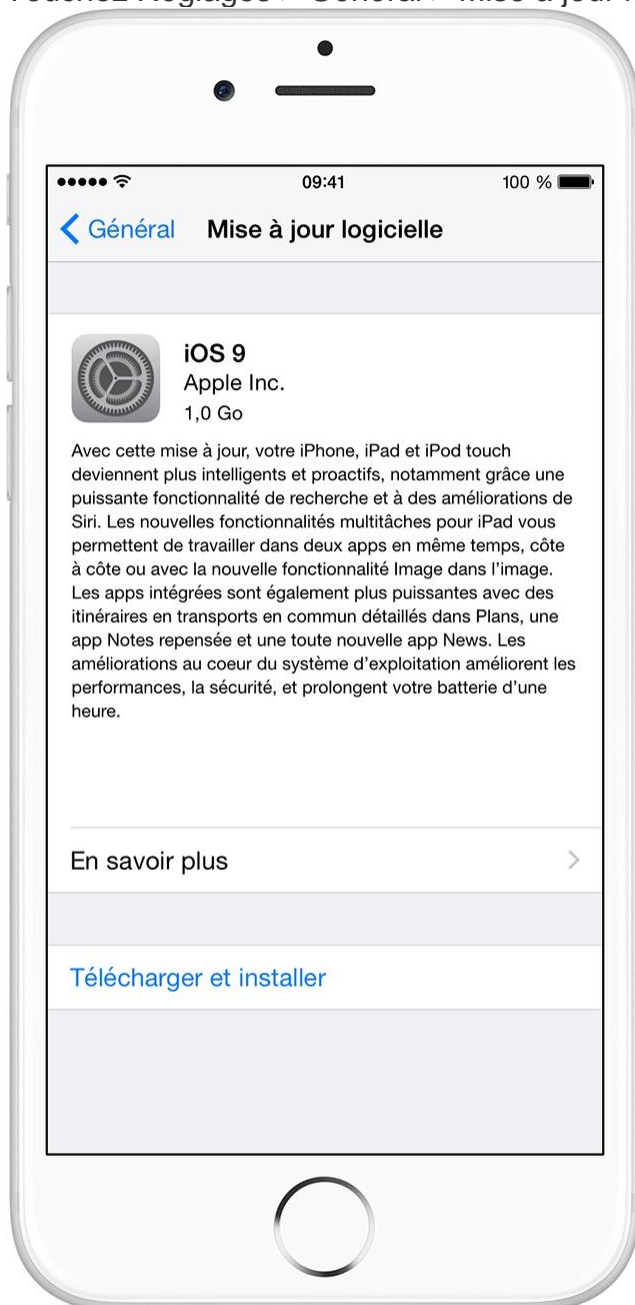 Touchez Réglages > Général > Mise à jour
09:41
100 %
Général
Mise à jour logicielle
iOS 9
Apple Inc.
1,0 Go
Avec cette mise à jour, votre iPhone, iPad et iPod touch
deviennent plus intelligents et proactifs, notamment grâce une
puissante fonctionnalité de recherche et à des améliorations de
Siri. Les nouvelles fonctionnalités multitâches pour iPad vous
permettent de travailler dans deux apps en même temps, côte
à côte ou avec la nouvelle fonctionnalité Image dans l'image.
Les apps intégrées sont également plus puissantes avec des
itinéraires en transports en commun détaillés dans Plans, une
app Notes repensée et une toute nouvelle app News. Les
améliorations au coeur du système d'exploitation améliorent les
performances, la sécurité, et prolongent votre batterie d'une
heure.
En savoir plus
Télécharger et installer